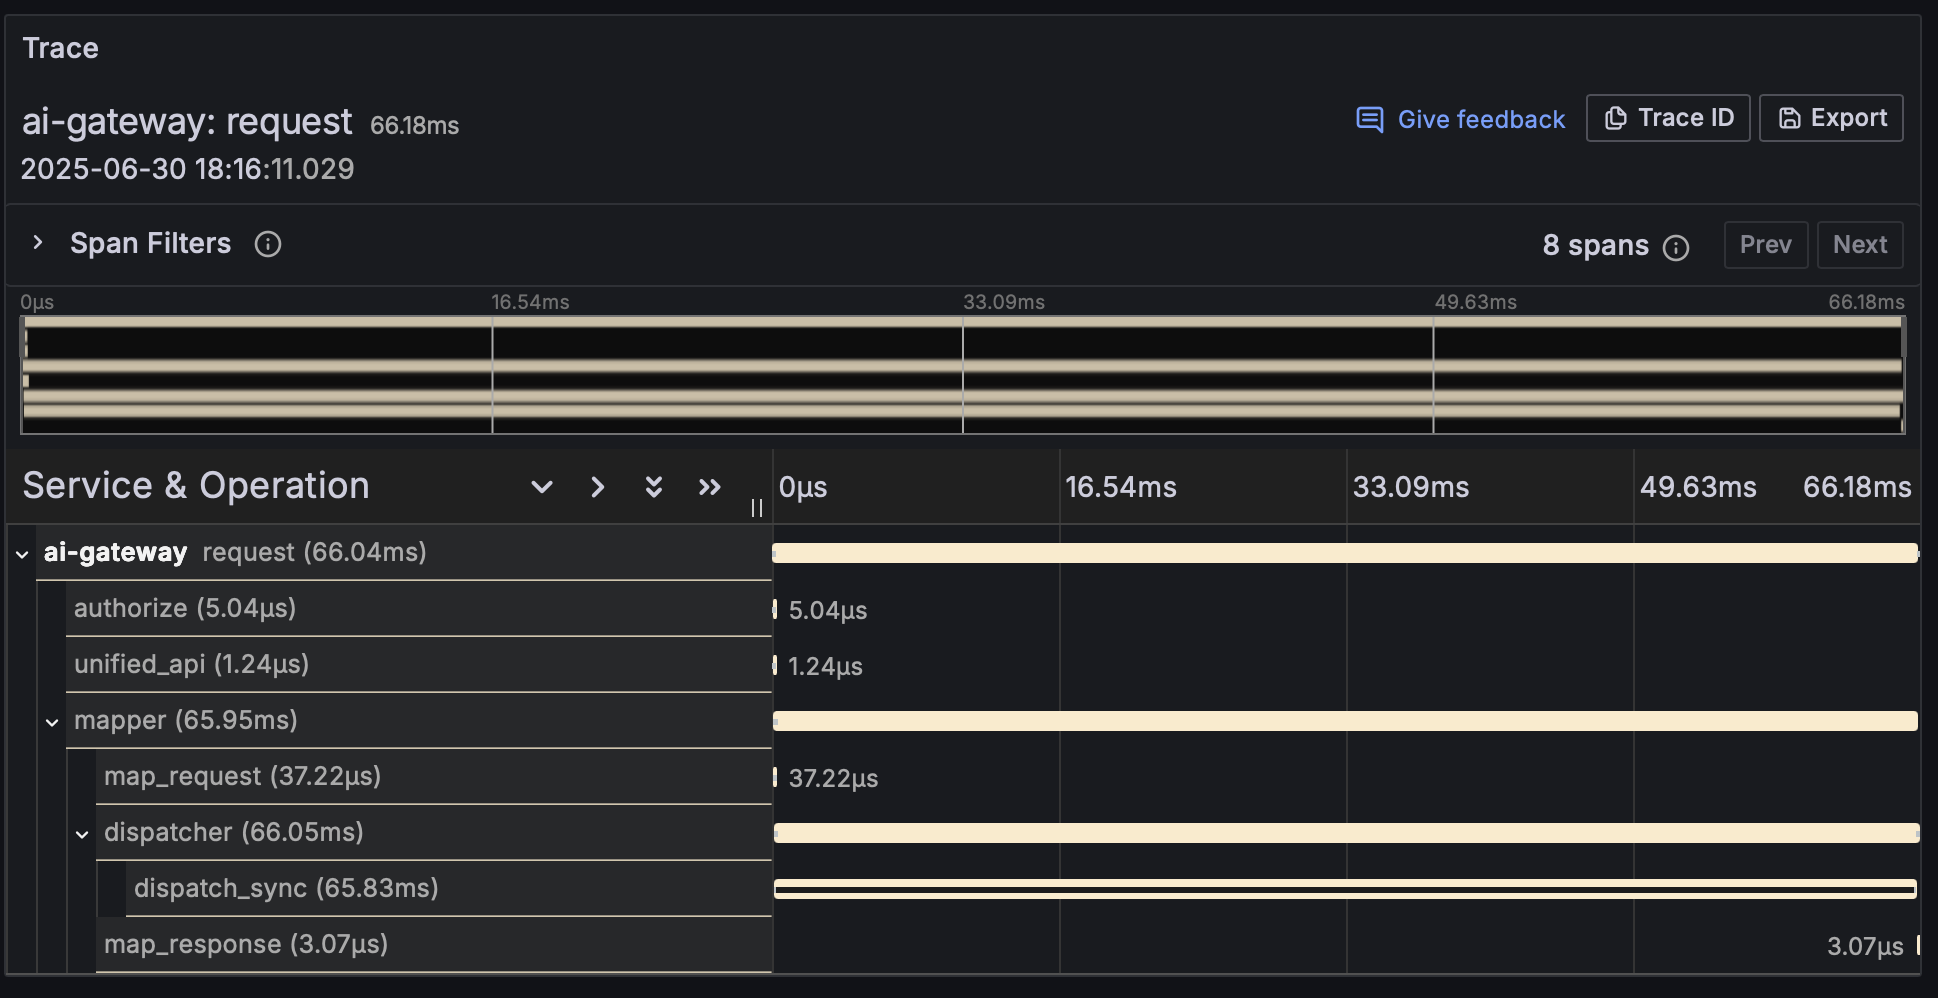 Trace
ai-gateway: request 66.18ms
Give feedback
Trace ID
Export
2025-06-30 18:16:11.029
Span Filters
8 spans
Prev
Next
0μs 16.54ms 33.09ms 49.63ms 66.18ms
Service & Operation
0μs 16.54ms 33.09ms 49.63ms 66.18ms
ai-gateway request (66.04ms)
authorize (5.04μs)
5.04μs
unified_api (1.24μs)
1.24μs
mapper (65.95ms)
map_request (37.22μs)
37.22μs
dispatcher (66.05ms)
dispatch_sync (65.83ms)
map_response (3.07μs)
3.07μs